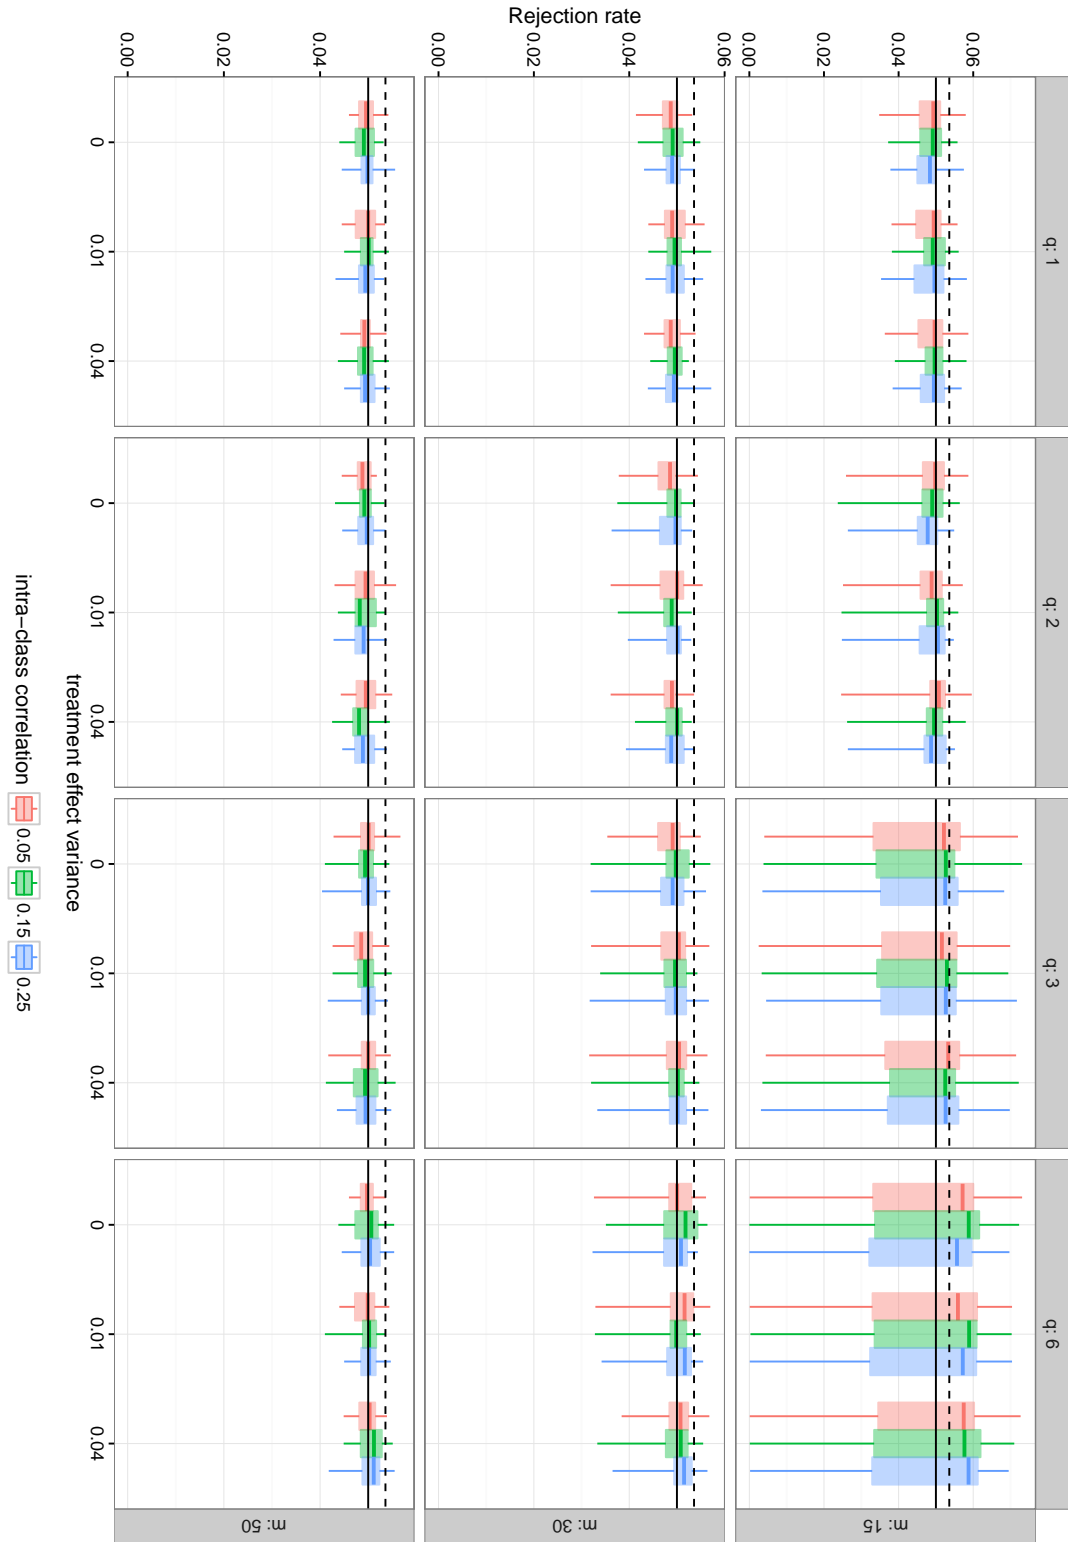 q: 1
q: 2
q: 3
q: 6
Rejection rate
0.00
0.02
0.04
0.06
m: 15
0.00
0.02
0.04
0.06
m: 30
0.00
0.02
0.04
m: 50
0
0.01
0.04
0
0.01
0.04
0
0.01
0.04
0
0.01
0.04
treatment effect variance
intra−class correlation 0.05 0.15 0.25